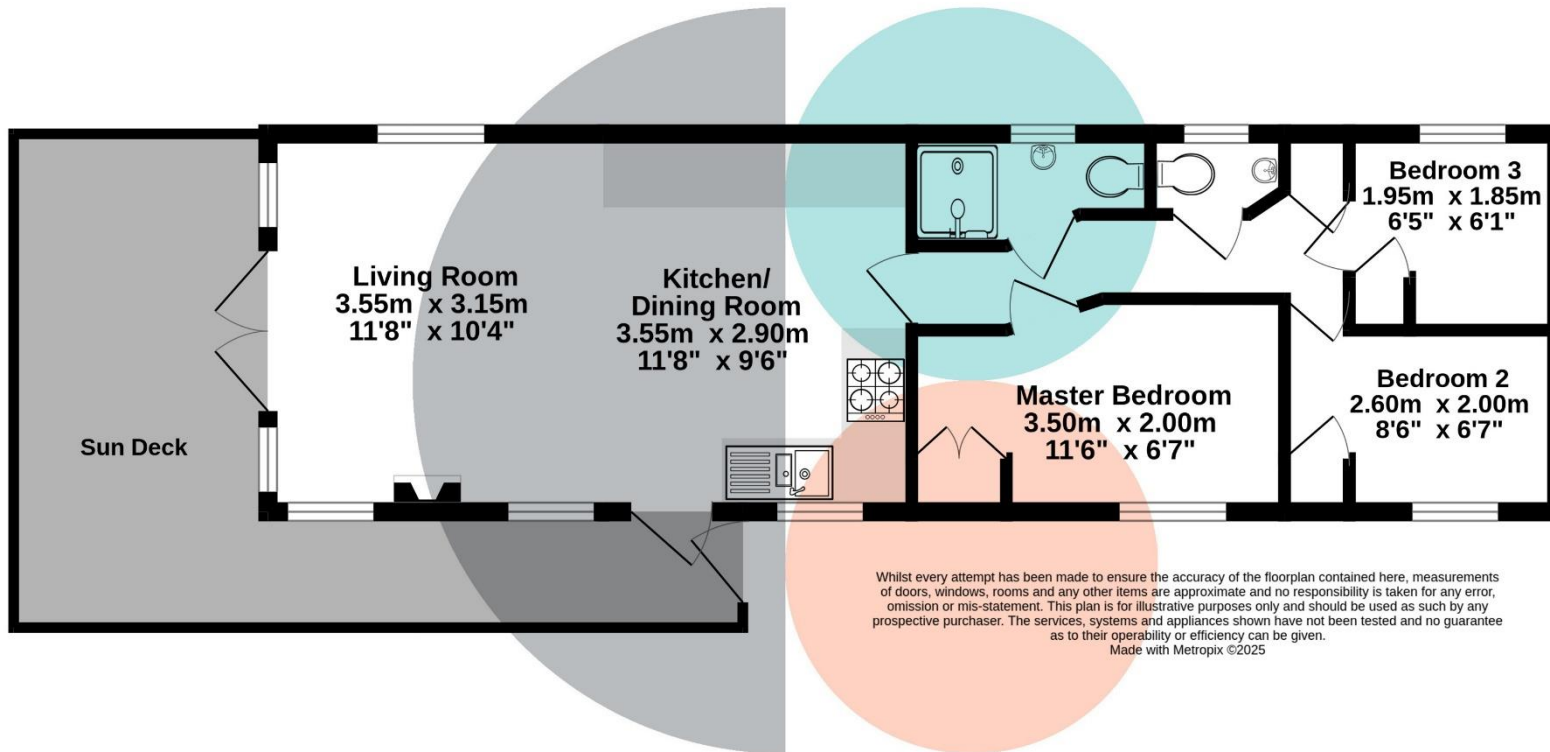 Living Room
3.55m x 3.15m
11'8" x 10'4"
Kitchen/
Dining Room
3.55m x 2.90m
11'8" x 9'6"
Bedroom 3
1.95m x 1.85m
6'5" x 6'1"
Sun Deck
Master Bedroom
3.50m x 2.00m
11'6" x 6'7"
Bedroom 2
2.60m x 2.00m
8'6" x 6'7"
Whilst every attempt has been made to ensure the accuracy of the floorplan contained here, measurements
of doors, windows, rooms and any other items are approximate and no responsibility is taken for any error,
omission or mis-statement. This plan is for illustrative purposes only and should be used as such by any
prospective purchaser. The services, systems and appliances shown have not been tested and no guarantee
as to their operability or efficiency can be given.
Made with Metropix ©2025